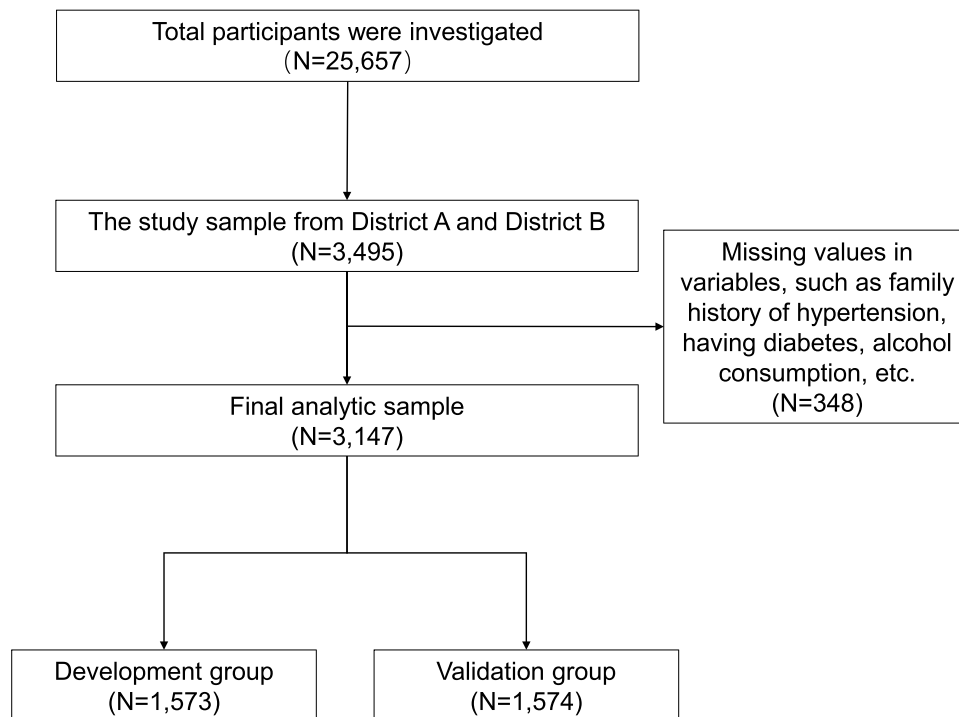 Total participants were investigated
（N=25,657）
The study sample from District A and District B
(N=3,495)
Missing values in
variables, such as family
history of hypertension,
having diabetes, alcohol
consumption, etc.
(N=348)
Final analytic sample
(N=3,147)
Development group
(N=1,573)
Validation group
(N=1,574)